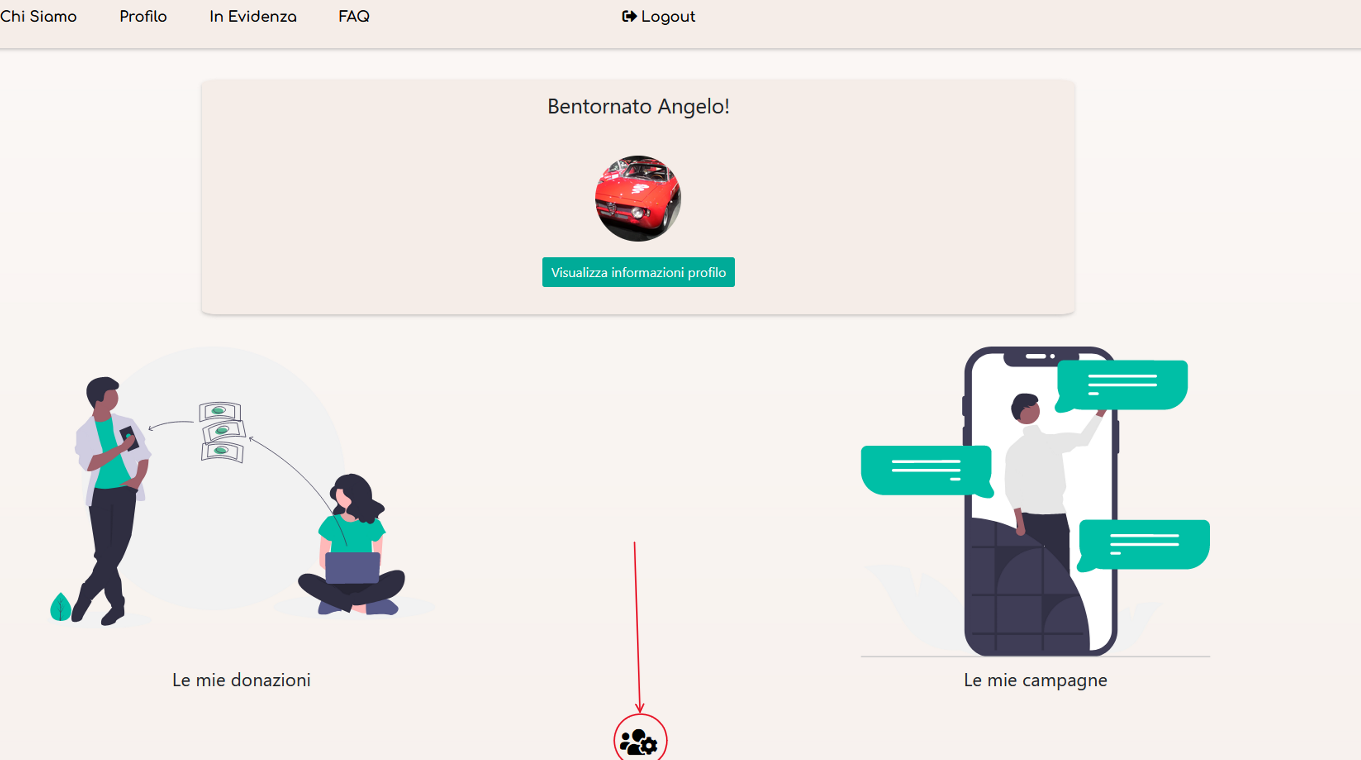 Chi Siamo
Profilo
In Evidenza
FAQ
Logout
Bentornato Angelo!
Visualizza informazioni profilo
Le mie donazioni
Le mie campagne